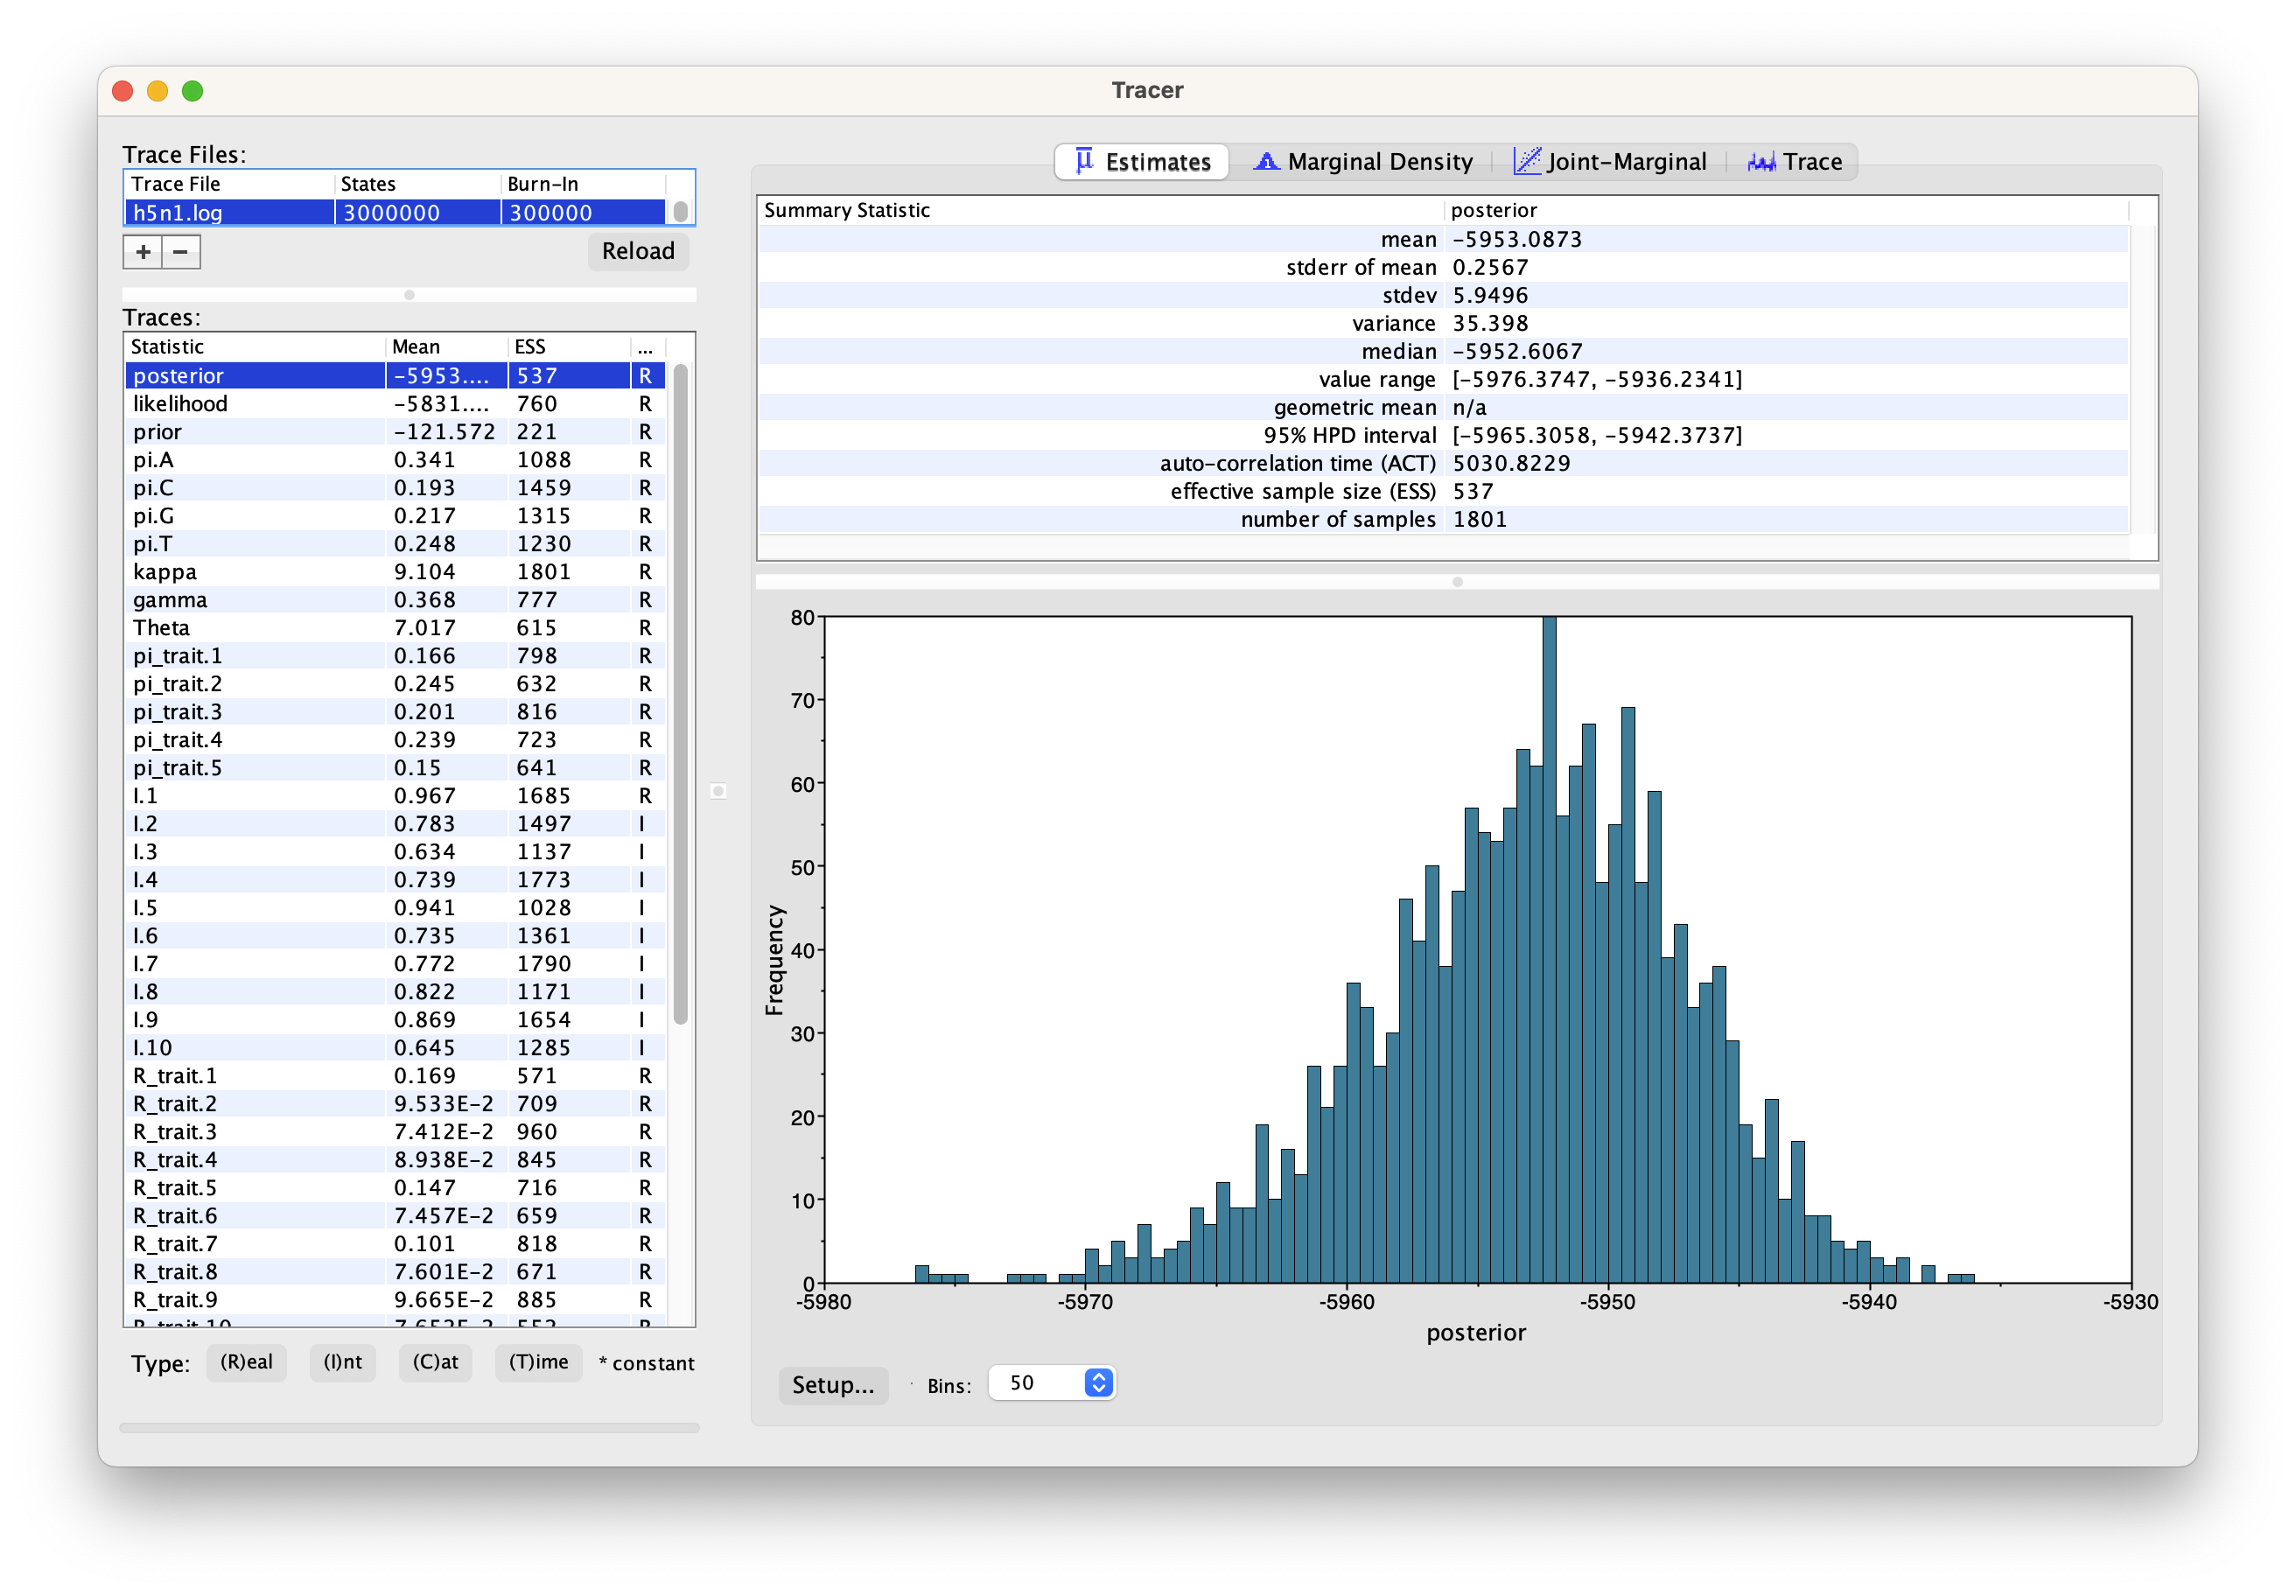 Tracer
Trace Files:
Trace File States Burn-In
h5n1.log 3000000 300000
+ −
Reload
Traces:
Statistic Mean ESS ...
posterior -5953.... 537 R
likelihood -5831.... 760 R
prior -121.572 221 R
pi.A 0.341 1088 R
pi.C 0.193 1459 R
pi.G 0.217 1315 R
pi.T 0.248 1230 R
kappa 9.104 1801 R
gamma 0.368 777 R
Theta 7.017 615 R
pi_trait.1 0.166 798 R
pi_trait.2 0.245 632 R
pi_trait.3 0.201 816 R
pi_trait.4 0.239 723 R
pi_trait.5 0.15 641 R
I.1 0.967 1685 R
I.2 0.783 1497 I
I.3 0.634 1137 I
I.4 0.739 1773 I
I.5 0.941 1028 I
I.6 0.735 1361 I
I.7 0.772 1790 I
I.8 0.822 1171 I
I.9 0.869 1654 I
I.10 0.645 1285 I
R_trait.1 0.169 571 R
R_trait.2 9.533E-2 709 R
R_trait.3 7.412E-2 960 R
R_trait.4 8.938E-2 845 R
R_trait.5 0.147 716 R
R_trait.6 7.457E-2 659 R
R_trait.7 0.101 818 R
R_trait.8 7.601E-2 671 R
R_trait.9 9.665E-2 885 R
R_trait.10
Type: (R)eal (I)nt (C)at (T)ime * constant
Estimates Marginal Density Joint-Marginal Trace
Summary Statistic posterior
mean -5953.0873
stderr of mean 0.2567
stdev 5.9496
variance 35.398
median -5952.6067
value range [-5976.3747, -5936.2341]
geometric mean n/a
95% HPD interval [-5965.3058, -5942.3737]
auto-correlation time (ACT) 5030.8229
effective sample size (ESS) 537
number of samples 1801
80
70
60
50
40
30
20
10
0
Frequency
-5980 -5970 -5960 -5950 -5940 -5930
posterior
Setup... Bins: 50